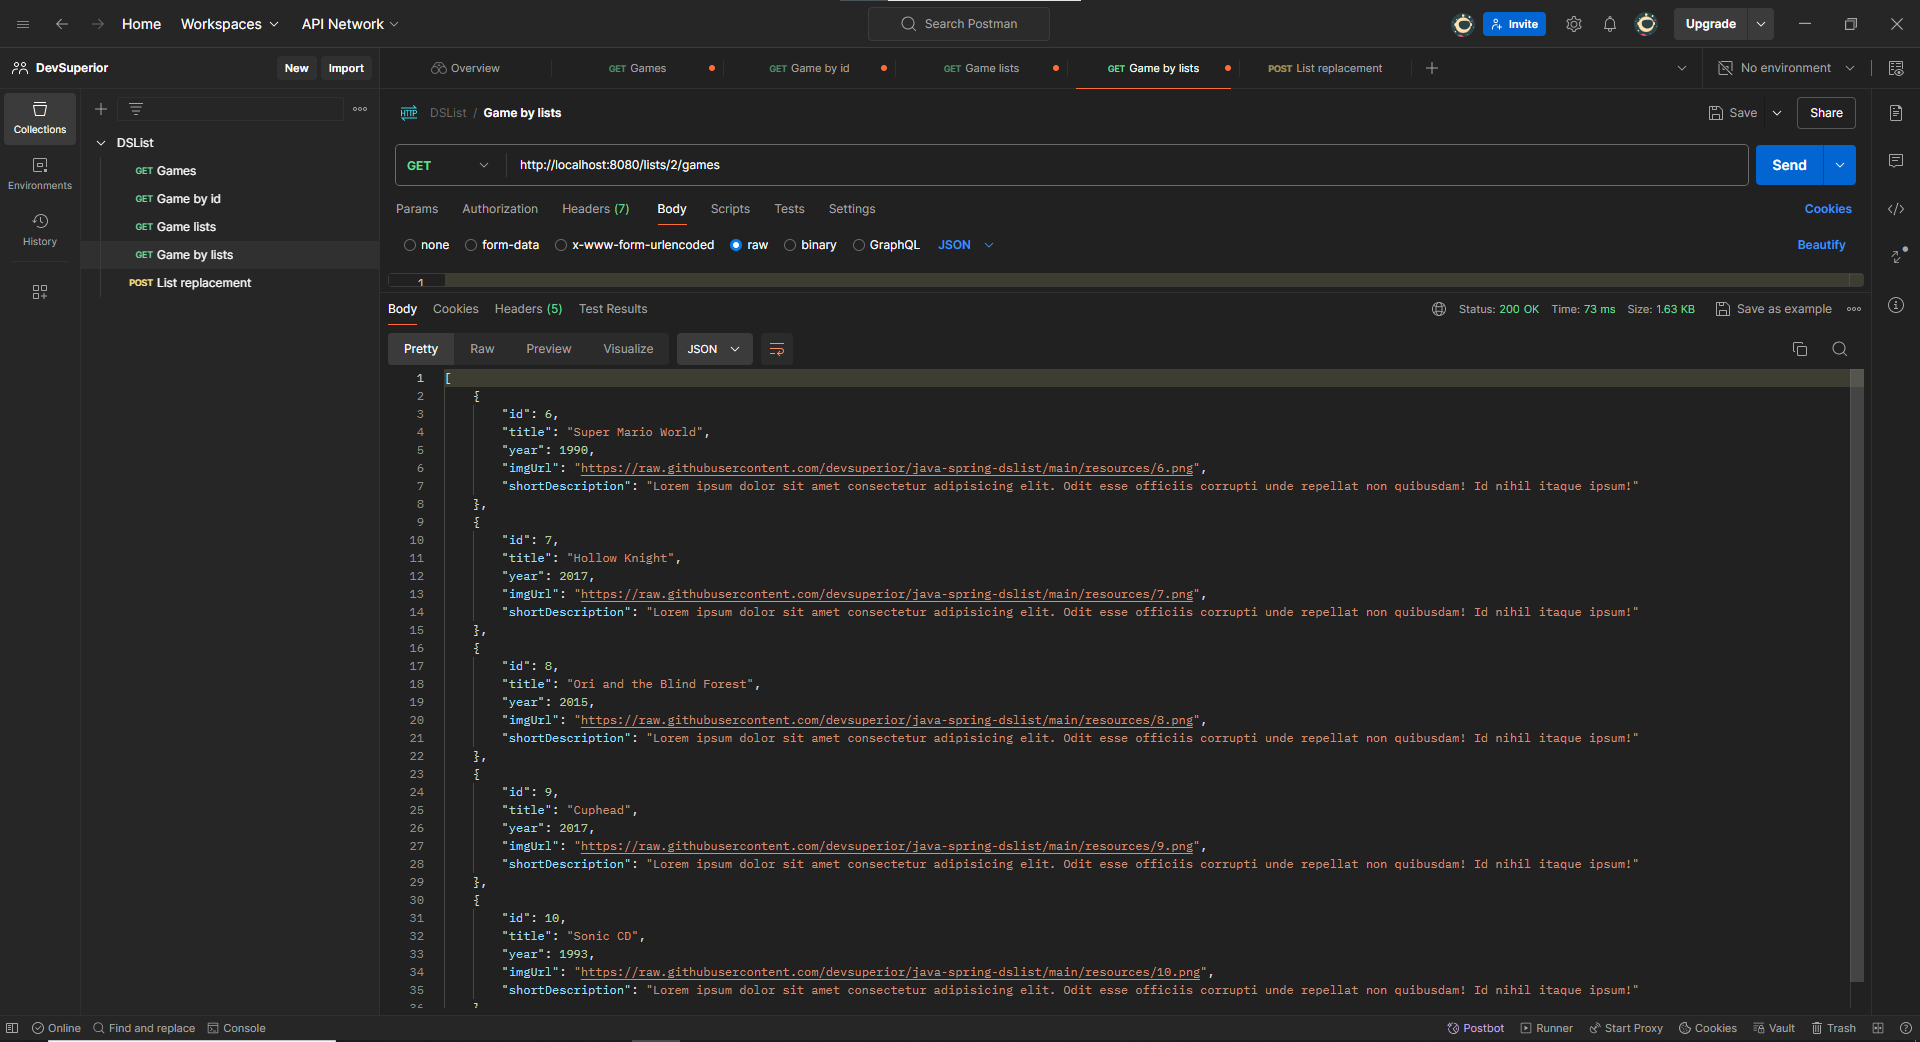 Home Workspaces API Network Search Postman Invite Upgrade
DevSuperior New Import Overview GET Games GET Game by id GET Game lists GET Game by lists POST List replacement No environment
Collections
Environments
History
DSList
GET Games
GET Game by id
GET Game lists
GET Game by lists
POST List replacement
HTTP DSList / Game by lists Save Share
GET http://localhost:8080/lists/2/games Send
Params Authorization Headers (7) Body Scripts Tests Settings Cookies
none form-data x-www-form-urlencoded raw binary GraphQL JSON Beautify
1
Body Cookies Headers (5) Test Results Status: 200 OK Time: 73 ms Size: 1.63 KB Save as example
Pretty Raw Preview Visualize JSON
1 [
2 {
3 "id": 6,
4 "title": "Super Mario World",
5 "year": 1990,
6 "imgUrl": "https://raw.githubusercontent.com/devsuperior/java-spring-dslist/main/resources/6.png",
7 "shortDescription": "Lorem ipsum dolor sit amet consectetur adipisicing elit. Odit esse officiis corrupti unde repellat non quibusdam! Id nihil itaque ipsum!"
8 },
9 {
10 "id": 7,
11 "title": "Hollow Knight",
12 "year": 2017,
13 "imgUrl": "https://raw.githubusercontent.com/devsuperior/java-spring-dslist/main/resources/7.png",
14 "shortDescription": "Lorem ipsum dolor sit amet consectetur adipisicing elit. Odit esse officiis corrupti unde repellat non quibusdam! Id nihil itaque ipsum!"
15 },
16 {
17 "id": 8,
18 "title": "Ori and the Blind Forest",
19 "year": 2015,
20 "imgUrl": "https://raw.githubusercontent.com/devsuperior/java-spring-dslist/main/resources/8.png",
21 "shortDescription": "Lorem ipsum dolor sit amet consectetur adipisicing elit. Odit esse officiis corrupti unde repellat non quibusdam! Id nihil itaque ipsum!"
22 },
23 {
24 "id": 9,
25 "title": "Cuphead",
26 "year": 2017,
27 "imgUrl": "https://raw.githubusercontent.com/devsuperior/java-spring-dslist/main/resources/9.png",
28 "shortDescription": "Lorem ipsum dolor sit amet consectetur adipisicing elit. Odit esse officiis corrupti unde repellat non quibusdam! Id nihil itaque ipsum!"
29 },
30 {
31 "id": 10,
32 "title": "Sonic CD",
33 "year": 1993,
34 "imgUrl": "https://raw.githubusercontent.com/devsuperior/java-spring-dslist/main/resources/10.png",
35 "shortDescription": "Lorem ipsum dolor sit amet consectetur adipisicing elit. Odit esse officiis corrupti unde repellat non quibusdam! Id nihil itaque ipsum!"
36 }
Online Find and replace Console Postbot Runner Start Proxy Cookies Vault Trash